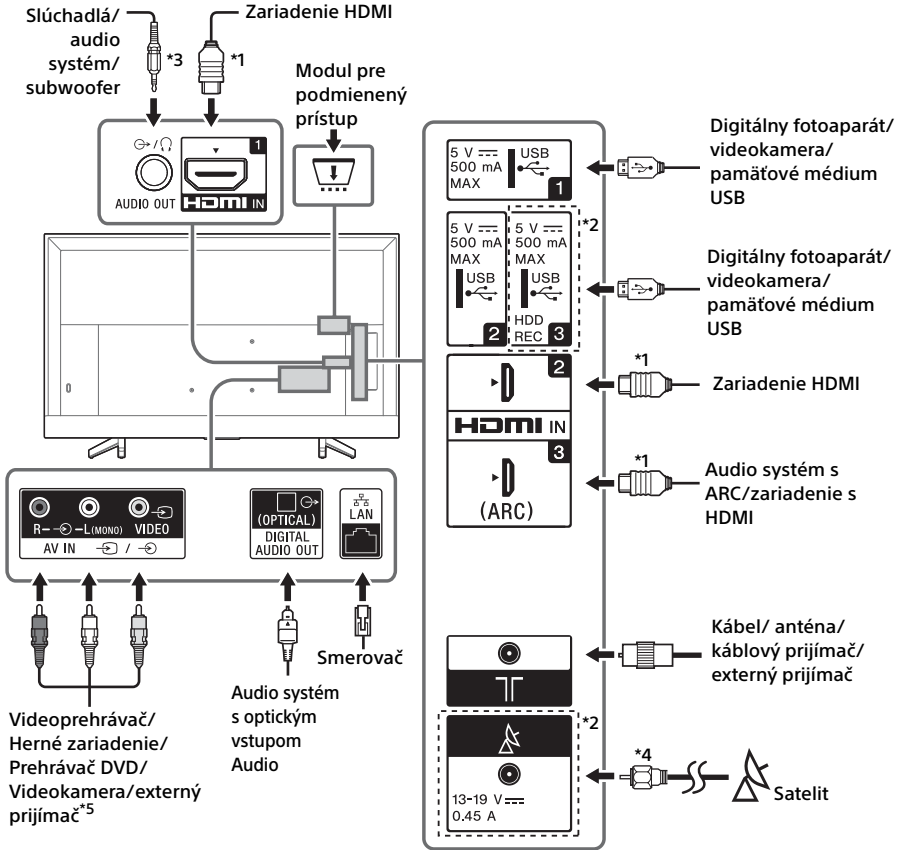 Slúchadlá/
audio
systém/
subwoofer
*3
Zariadenie HDMI
*1
Modul pre
podmienený
prístup
AUDIO OUT
1
HDMI IN
5 V
500 mA
MAX
USB
1
Digitálny fotoaparát/
videokamera/
pamäťové médium
USB
5 V
500 mA
MAX
USB
2
5 V
500 mA
MAX
USB
HDD
REC 3
*2
Digitálny fotoaparát/
videokamera/
pamäťové médium
USB
2
*1
Zariadenie HDMI
HDMI IN
3
(ARC)
*1
Audio systém s
ARC/zariadenie s
HDMI
R- -L(MONO) VIDEO
AV IN /
(OPTICAL)
DIGITAL
AUDIO OUT
LAN
Smerovač
Audio systém
s optickým
vstupom
Audio
Videoprehrávač/
Herné zariadenie/
Prehrávač DVD/
Videokamera/externý
prijímač*5
Kábel/ anténa/
káblový prijímač/
externý prijímač
*2
13-19 V
0.45 A
*4
Satelit